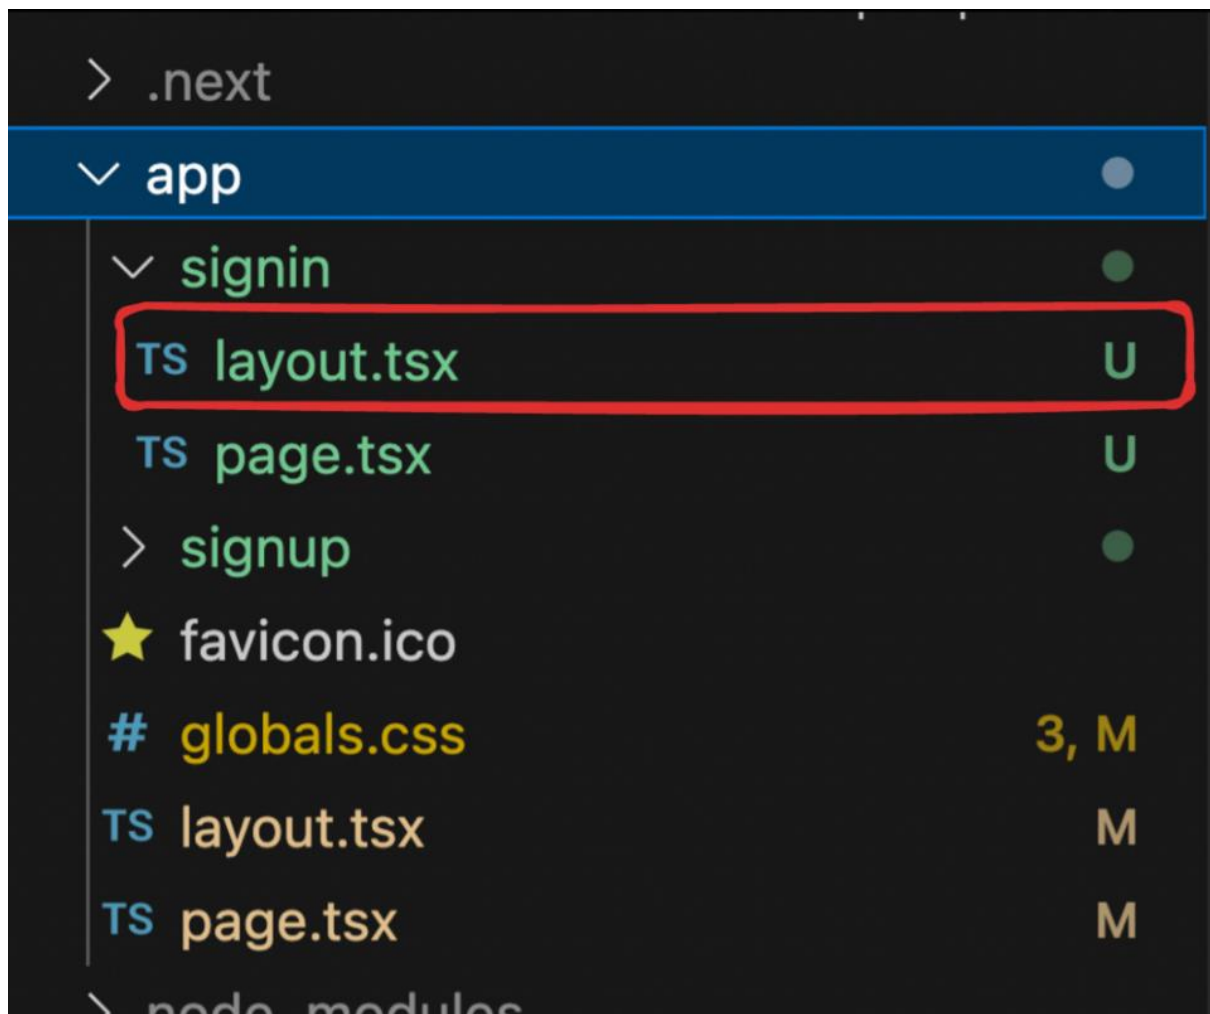 .next
app
signin
TS layout.tsx U
TS page.tsx U
signup
favicon.ico
# globals.css 3, M
TS layout.tsx M
TS page.tsx M
node_modules